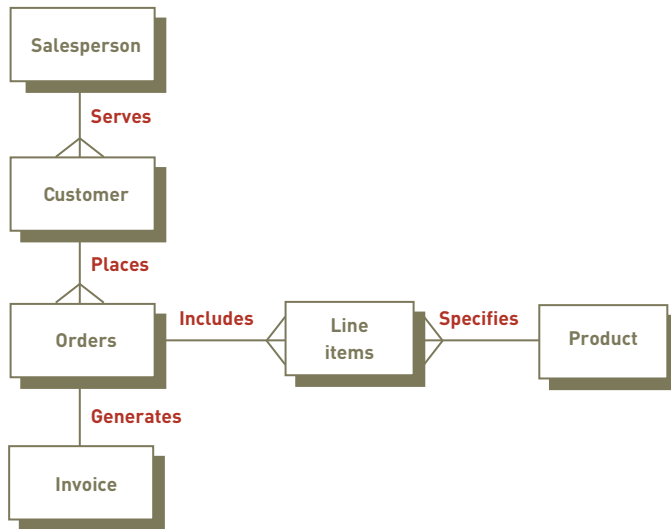 Salesperson
Serves
Customer
Places
Orders
Includes
Line
items
Specifies
Product
Generates
Invoice